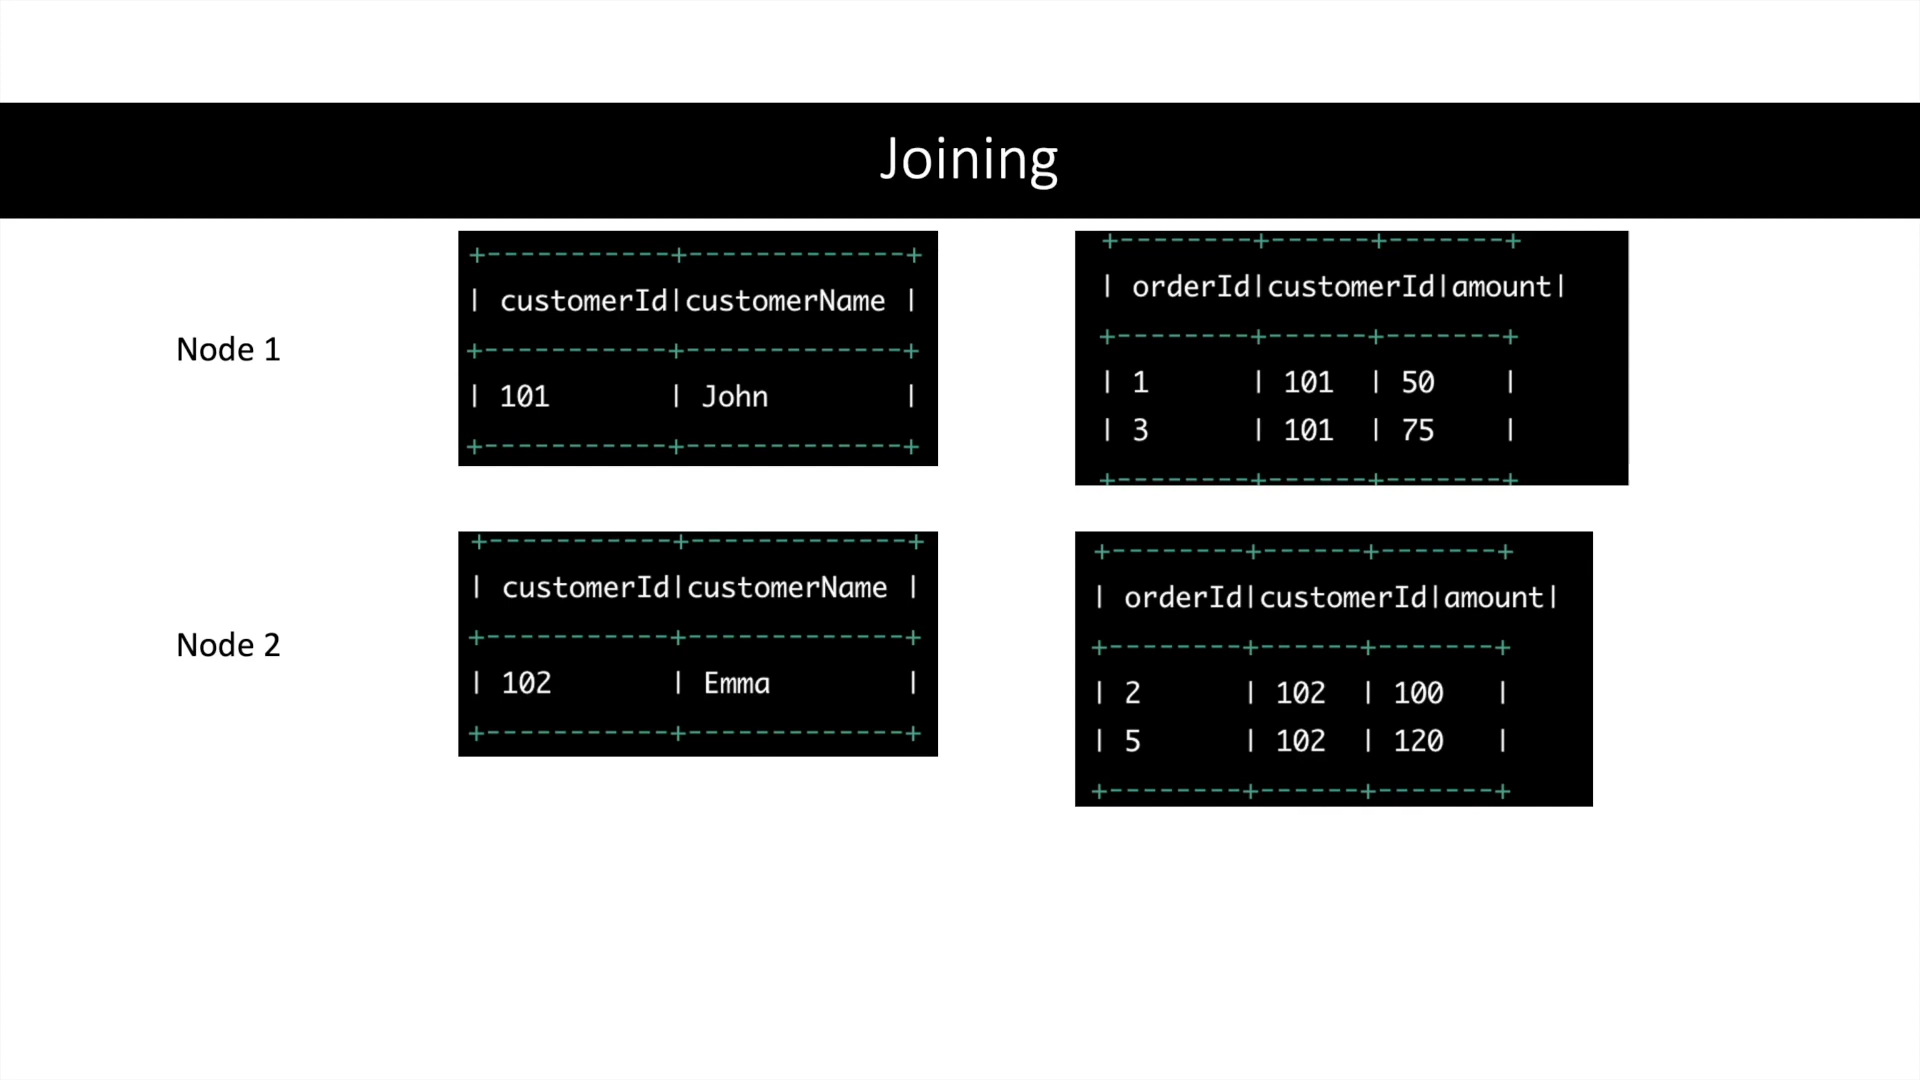 Joining
Node 1
+-----------+-------------+
| customerId|customerName |
+-----------+-------------+
| 101 | John |
+-----------+-------------+
+--------+------+-------+
| orderId|customerId|amount|
+--------+------+-------+
| 1 | 101 | 50 |
| 3 | 101 | 75 |
+--------+------+-------+
Node 2
+-----------+-------------+
| customerId|customerName |
+-----------+-------------+
| 102 | Emma |
+-----------+-------------+
+--------+------+-------+
| orderId|customerId|amount|
+--------+------+-------+
| 2 | 102 | 100 |
| 5 | 102 | 120 |
+--------+------+-------+